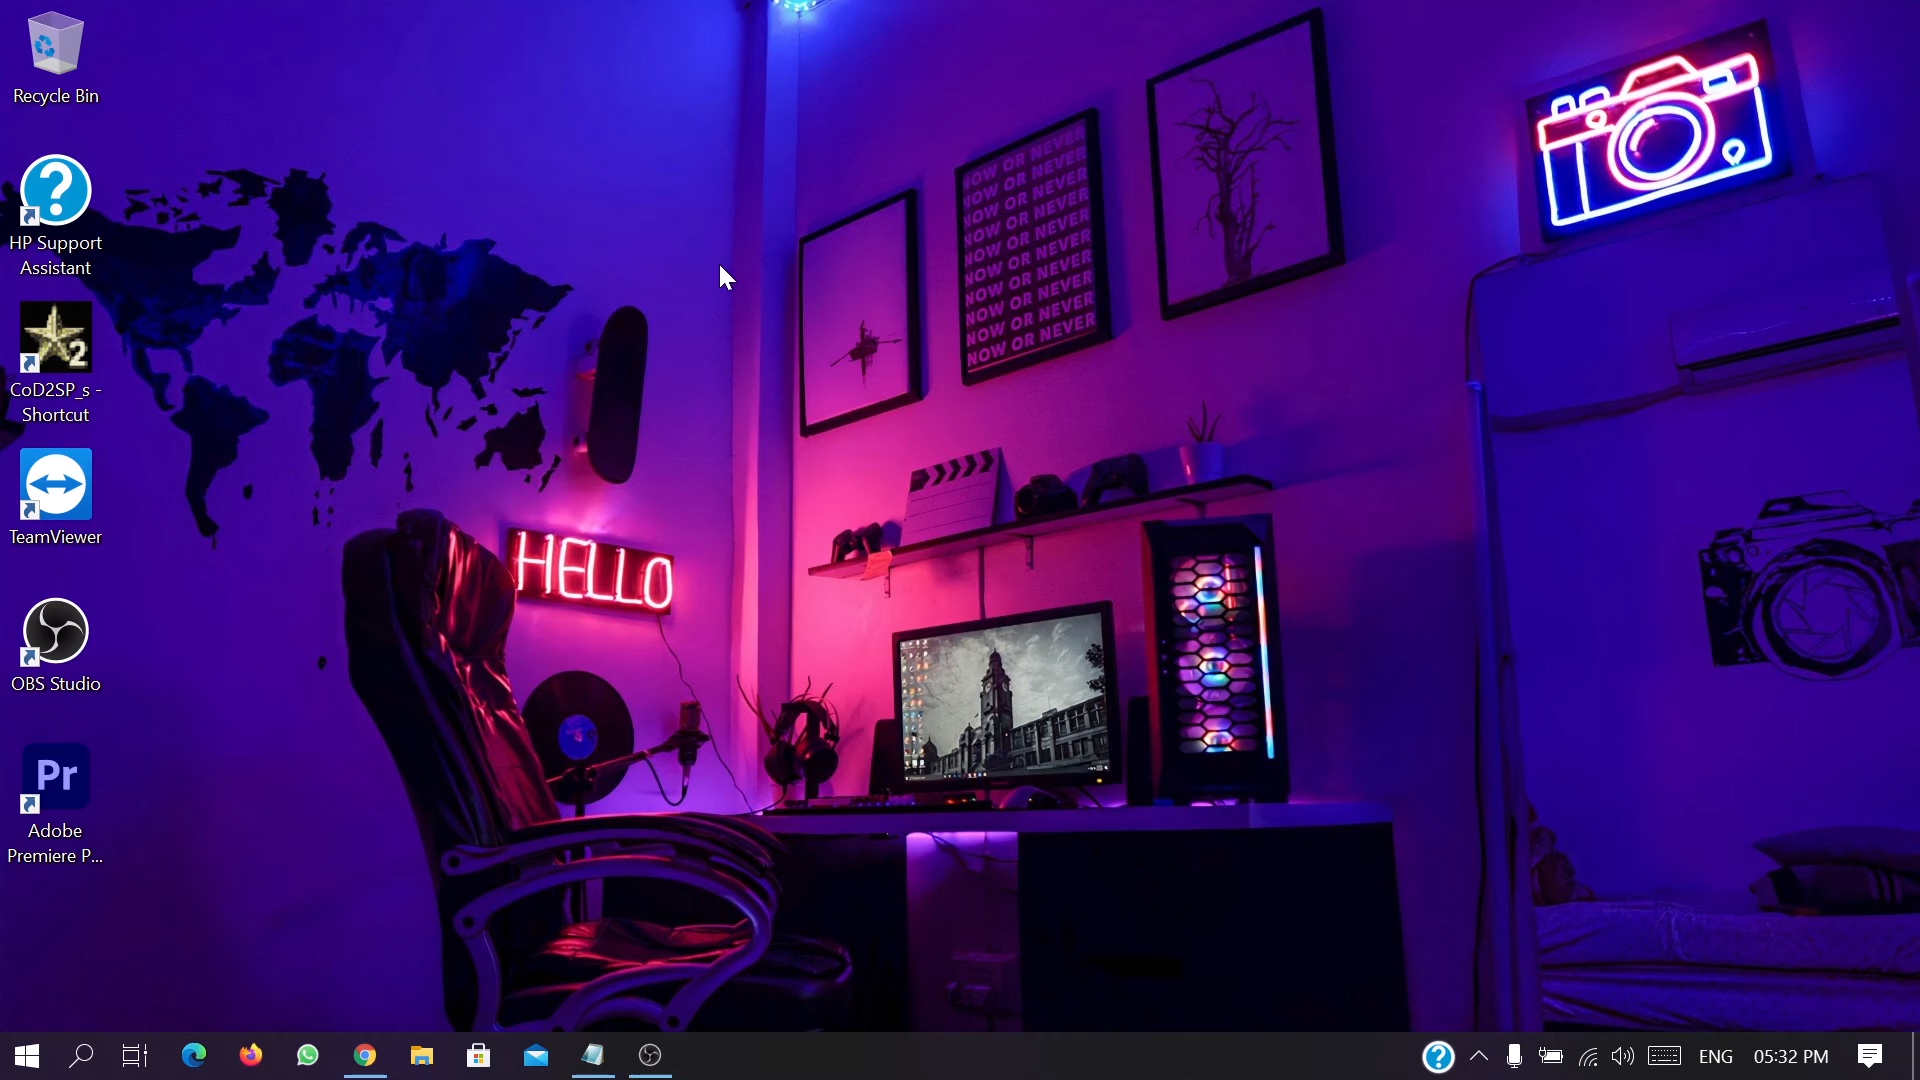 Recycle Bin
HP Support
Assistant
CoD2SP_s -
Shortcut
TeamViewer
OBS Studio
Pr
Adobe
Premiere P...
NOW OR NEVER
NOW OR NEVER
NOW OR NEVER
NOW OR NEVER
NOW OR NEVER
NOW OR NEVER
NOW OR NEVER
NOW OR NEVER
NOW OR NEVER
NOW OR NEVER
HELLO
ENG
05:32 PM